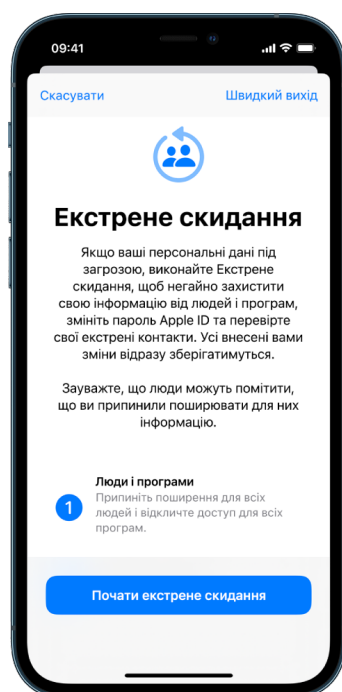 09:41
Скасувати
Швидкий вихід
Екстрене скидання
Якщо ваші персональні дані під
загрозою, виконайте Екстрене
скидання, щоб негайно захистити
свою інформацію від людей і програм,
змініть пароль Apple ID та перевірте
свої екстрені контакти. Усі внесені вами
зміни відразу зберігатимуться.
Зауважте, що люди можуть помітити,
що ви припинили поширювати для них
інформацію.
Люди і програми
1
Припиніть поширення для всіх
людей і відкличте доступ для всіх
програм.
Почати екстрене скидання